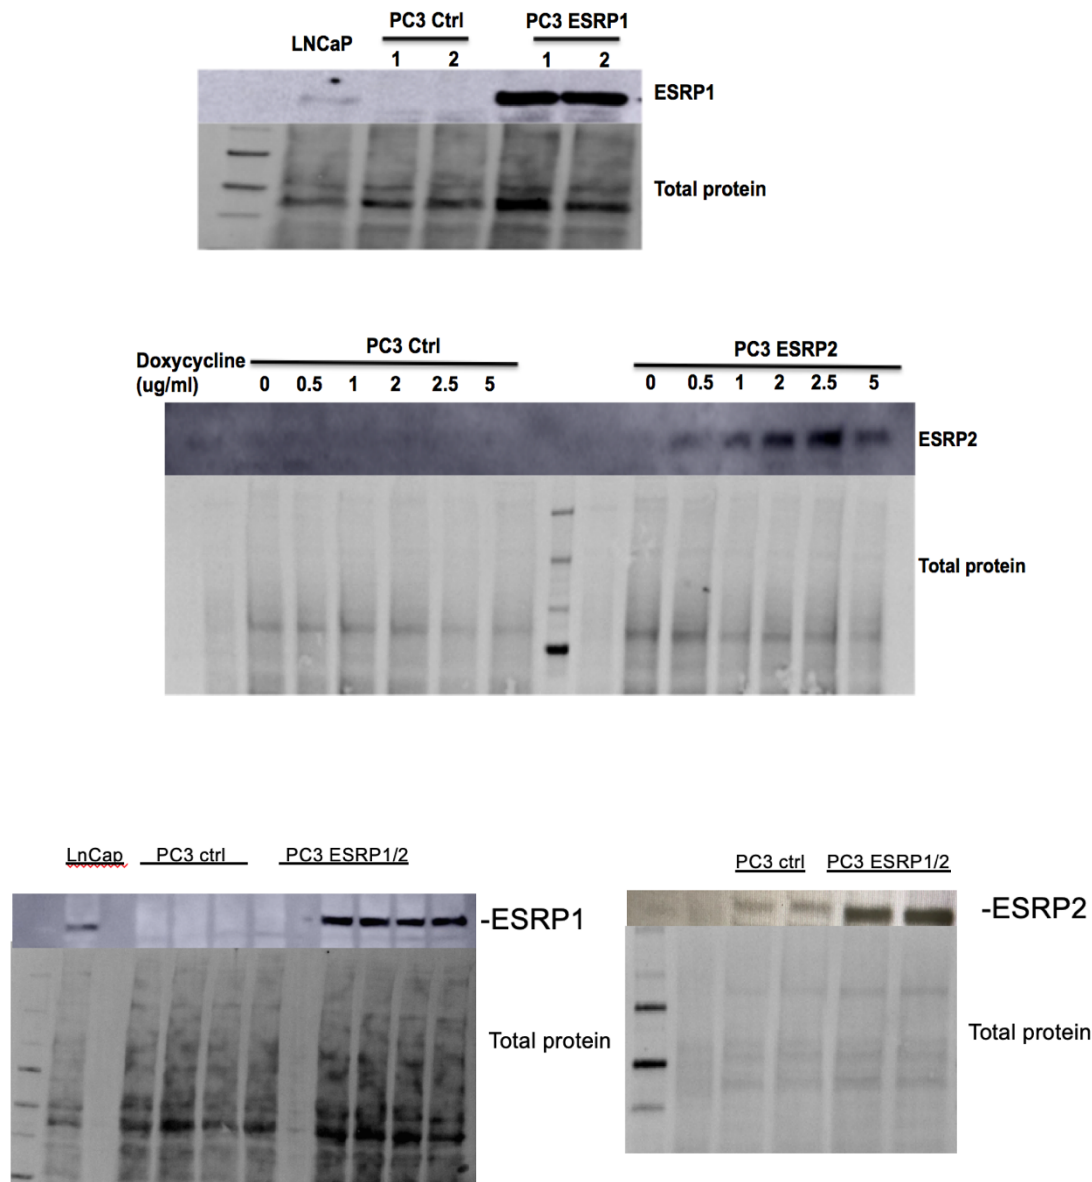 PC3 Ctrl PC3 ESRP1
LNCaP
1 2 1 2
ESRP1
Total protein
PC3 Ctrl PC3 ESRP2
Doxycycline
(ug/ml) 0 0.5 1 2 2.5 5 0 0.5 1 2 2.5 5
ESRP2
Total protein
LnCap PC3 ctrl PC3 ESRP1/2
-ESRP1
Total protein
PC3 ctrl PC3 ESRP1/2
-ESRP2
Total protein